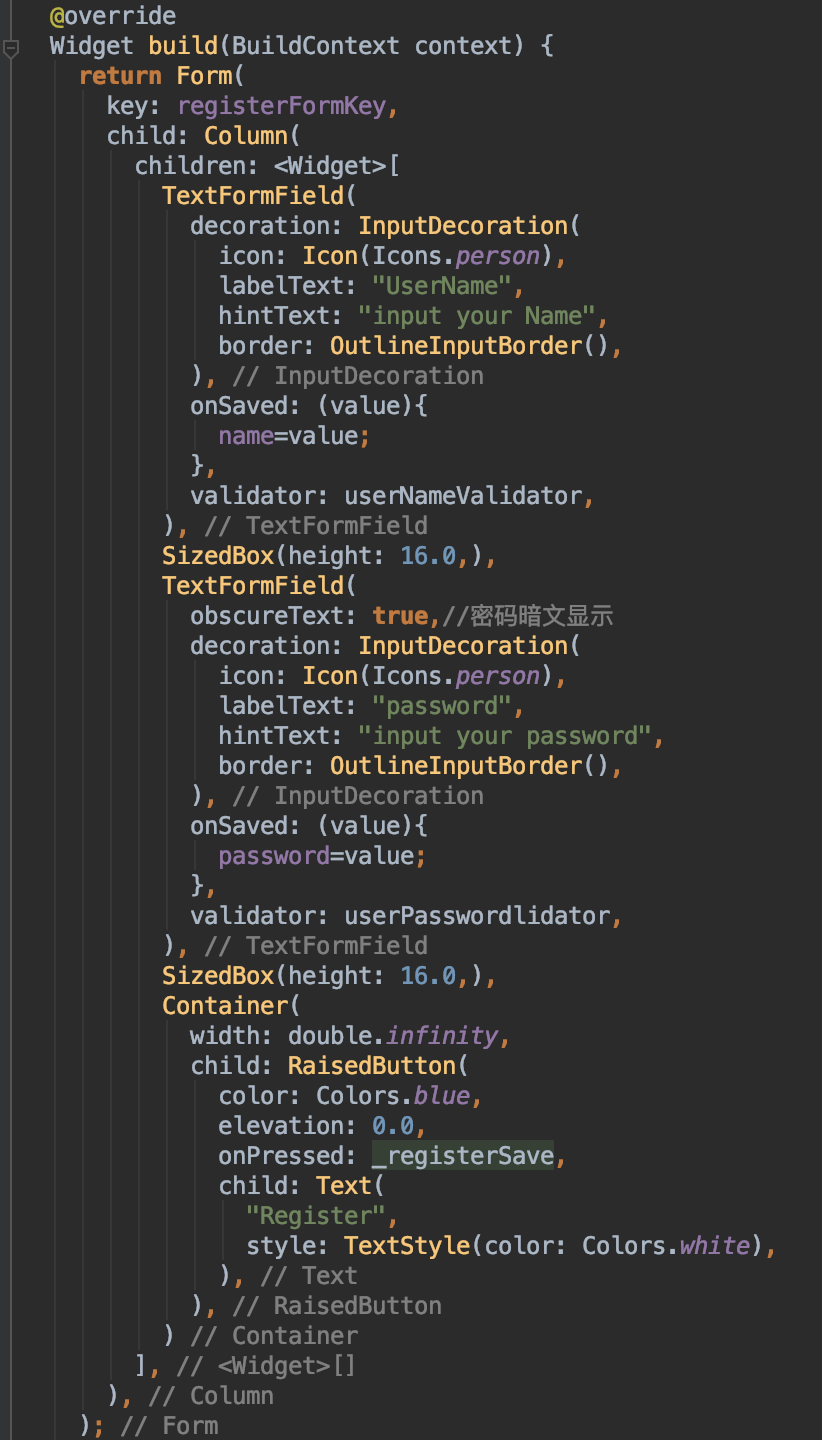 @override
Widget build(BuildContext context) {
return Form(
key: registerFormKey,
child: Column(
children: <Widget>[
TextFormField(
decoration: InputDecoration(
icon: Icon(Icons.person),
labelText: "UserName",
hintText: "input your Name",
border: OutlineInputBorder(),
), // InputDecoration
onSaved: (value){
name=value;
},
validator: userNameValidator,
), // TextFormField
SizedBox(height: 16.0,),
TextFormField(
obscureText: true,//密码暗文显示
decoration: InputDecoration(
icon: Icon(Icons.person),
labelText: "password",
hintText: "input your password",
border: OutlineInputBorder(),
), // InputDecoration
onSaved: (value){
password=value;
},
validator: userPasswordlidator,
), // TextFormField
SizedBox(height: 16.0,),
Container(
width: double.infinity,
child: RaisedButton(
color: Colors.blue,
elevation: 0.0,
onPressed: _registerSave,
child: Text(
"Register",
style: TextStyle(color: Colors.white),
), // Text
), // RaisedButton
) // Container
], // <Widget>[]
), // Column
); // Form